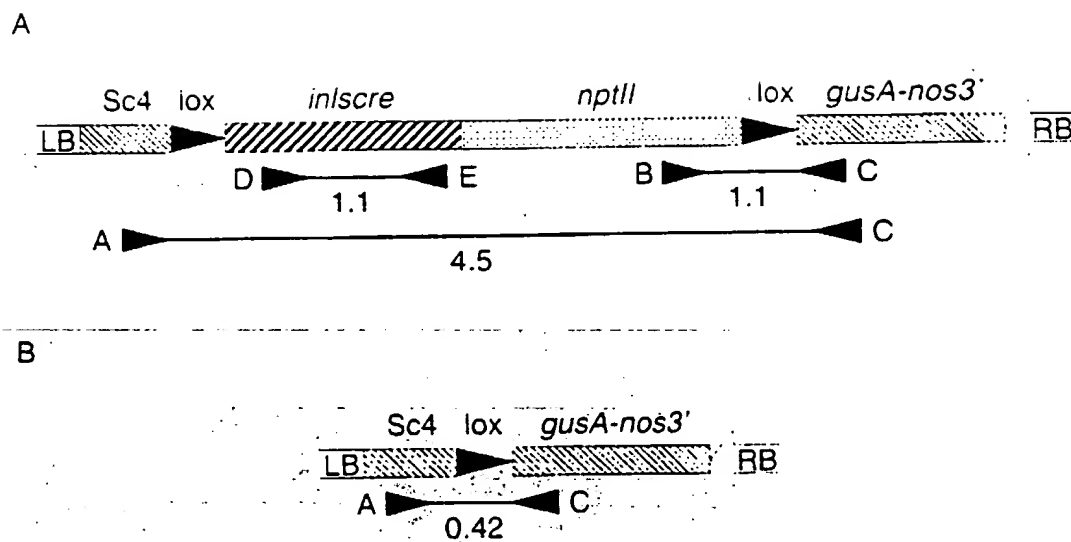 A
Sc4 lox inlscre nptII lox gusA-nos3'
LB RB
D E B C
1.1 1.1
A C
4.5
B
Sc4 lox gusA-nos3'
LB RB
A C
0.42